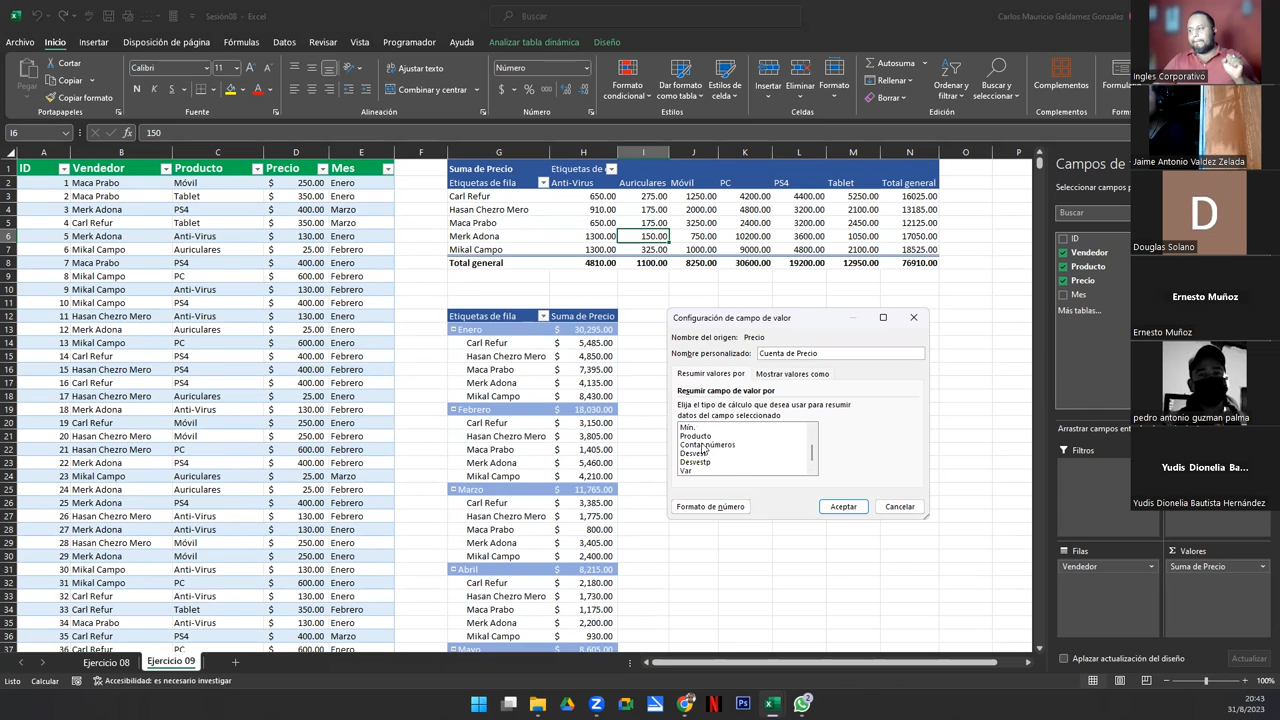 Sesión08 - Excel
Buscar
Carlos Mauricio Galdamez Gonzalez
Archivo Inicio Insertar Disposición de página Fórmulas Datos Revisar Vista Programador Ayuda Analizar tabla dinámica Diseño
Pegar
Cortar
Copiar
Copiar formato
Portapapeles
Calibri 11
N K S
Fuente
Ajustar texto
Combinar y centrar
Alineación
Número
Número
Formato condicional
Dar formato como tabla
Estilos de celda
Estilos
Insertar Eliminar Formato
Celdas
Autosuma
Rellenar
Borrar
Ordenar y filtrar
Buscar y seleccionar
Edición
Complementos
Complementos
I6 150
A B C D E F G H I J K L M N O P
ID Vendedor Producto Precio Mes
1 Maca Prabo Móvil $ 250.00 Enero
2 Maca Prabo Tablet $ 350.00 Enero
3 Merk Adona PS4 $ 400.00 Marzo
4 Carl Refur Tablet $ 350.00 Marzo
5 Merk Adona Anti-Virus $ 130.00 Enero
6 Mikal Campo Auriculares $ 25.00 Febrero
7 Maca Prabo PS4 $ 400.00 Enero
8 Mikal Campo PC $ 600.00 Febrero
9 Mikal Campo Anti-Virus $ 130.00 Enero
10 Mikal Campo PS4 $ 400.00 Enero
11 Hasan Chezro Mero Anti-Virus $ 130.00 Enero
12 Merk Adona Auriculares $ 25.00 Enero
13 Mikal Campo PC $ 600.00 Enero
14 Carl Refur PS4 $ 400.00 Febrero
15 Hasan Chezro Mero PS4 $ 400.00 Febrero
16 Carl Refur PS4 $ 400.00 Enero
17 Hasan Chezro Mero Auriculares $ 25.00 Enero
18 Merk Adona Anti-Virus $ 130.00 Enero
19 Merk Adona PC $ 600.00 Enero
20 Hasan Chezro Mero Móvil $ 250.00 Enero
21 Hasan Chezro Mero PC $ 600.00 Febrero
22 Merk Adona PS4 $ 400.00 Febrero
23 Mikal Campo Auriculares $ 25.00 Marzo
24 Maca Prabo Anti-Virus $ 130.00 Febrero
25 Merk Adona PS4 $ 400.00 Enero
26 Hasan Chezro Mero PC $ 600.00 Enero
27 Maca Prabo Anti-Virus $ 130.00 Enero
28 Hasan Chezro Mero Móvil $ 250.00 Enero
29 Merk Adona Móvil $ 250.00 Enero
30 Mikal Campo Anti-Virus $ 130.00 Enero
31 Mikal Campo PC $ 600.00 Enero
32 Carl Refur PC $ 130.00 Enero
33 Carl Refur Tablet $ 350.00 Febrero
34 Maca Prabo Anti-Virus $ 130.00 Enero
35 Carl Refur PS4 $ 400.00 Marzo
36 Carl Refur PC $ 600.00 Enero
Suma de Precio Etiquetas de
Etiquetas de fila Anti-Virus Auriculares Móvil PC PS4 Tablet Total general
Carl Refur 650.00 275.00 1250.00 4200.00 4400.00 5250.00 16025.00
Hasan Chezro Mero 910.00 175.00 2000.00 4800.00 3200.00 2100.00 13185.00
Maca Prabo 650.00 175.00 3250.00 2400.00 3200.00 2450.00 12125.00
Merk Adona 1300.00 150.00 750.00 10200.00 3600.00 1050.00 17050.00
Mikal Campo 1300.00 325.00 1000.00 9000.00 4800.00 2100.00 18525.00
Total general 4810.00 1100.00 8250.00 30600.00 19200.00 12950.00 76910.00
Etiquetas de fila Suma de Precio
Enero $ 30,295.00
Carl Refur $ 5,485.00
Hasan Chezro Mero $ 4,850.00
Maca Prabo $ 7,395.00
Merk Adona $ 4,135.00
Mikal Campo $ 8,430.00
Febrero $ 18,030.00
Carl Refur $ 3,150.00
Hasan Chezro Mero $ 3,805.00
Maca Prabo $ 1,405.00
Merk Adona $ 5,460.00
Mikal Campo $ 4,210.00
Marzo $ 11,765.00
Carl Refur $ 3,385.00
Hasan Chezro Mero $ 1,775.00
Maca Prabo $ 800.00
Merk Adona $ 3,405.00
Mikal Campo $ 2,400.00
Abril $ 8,215.00
Carl Refur $ 2,180.00
Hasan Chezro Mero $ 1,730.00
Maca Prabo $ 1,175.00
Merk Adona $ 2,200.00
Mikal Campo $ 930.00
Mayo $ 8,605.00
Configuración de campo de valor
Nombre del origen: Precio
Nombre personalizado: Cuenta de Precio
Resumir valores por Mostrar valores como
Resumir campo de valor por
Elija el tipo de cálculo que desea usar para resumir
datos del campo seleccionado
Mín.
Producto
Contar números
Desvest
Desvestp
Var
Formato de número Aceptar Cancelar
Campos de
Seleccionar campos p
Buscar
ID
Vendedor
Producto
Precio
Mes
Más tablas...
Arrastrar campos en
Filtros
Filas
Vendedor
Σ Valores
Suma de Precio
Aplazar actualización del diseño Actualizar
Ingles Corporativo
Jaime Antonio Valdez Zelada
D
Douglas Solano
Ernesto Muñoz
Ernesto Muñoz
pedro antonio guzman palma
Yudis Dionelia Ba...
Yudis Dionelia Bautista Hernández
Ejercicio 08 Ejercicio 09
Listo Calcular Accesibilidad: es necesario investigar
100%
20:43
31/8/2023